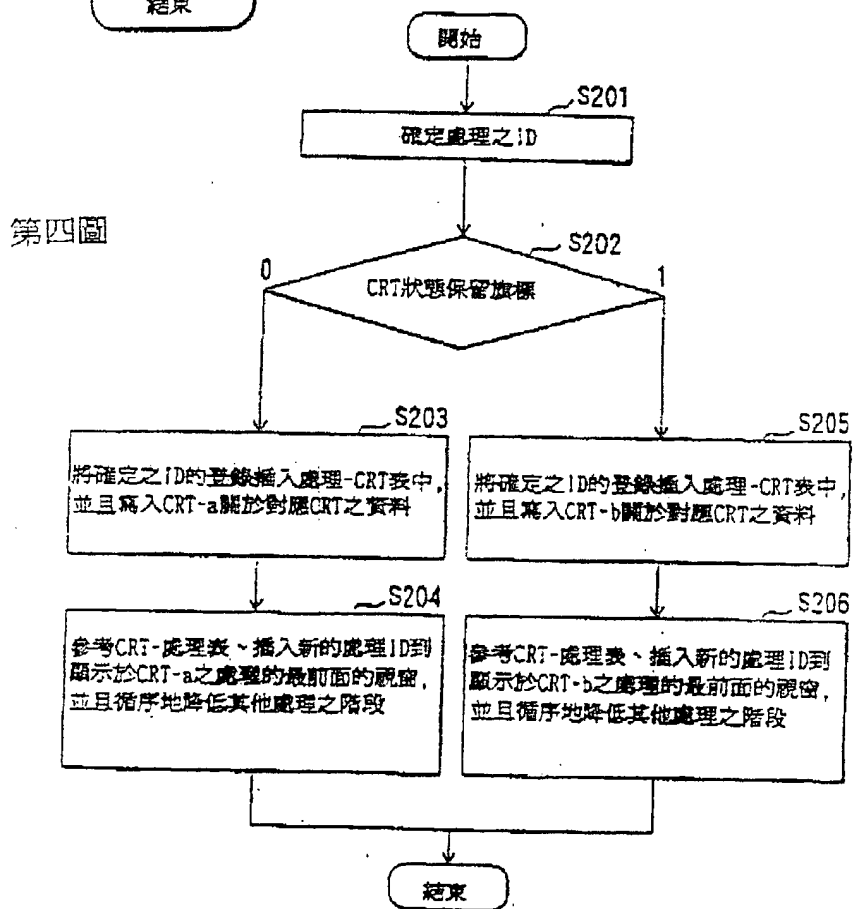 結束
開始
S201
確定處理之ID
第四圖
S202
0
1
CRT狀態保留旗標
S203
將確定之ID的登錄插入處理-CRT表中,
並且寫入CRT-a關於對應CRT之資料
S205
將確定之ID的登錄插入處理-CRT表中,
並且寫入CRT-b關於對應CRT之資料
S204
參考CRT-處理表、插入新的處理ID到
顯示於CRT-a之處理的最前面的視窗,
並且循序地降低其他處理之階段
S206
參考CRT-處理表、插入新的處理ID到
顯示於CRT-b之處理的最前面的視窗,
並且循序地降低其他處理之階段
結束